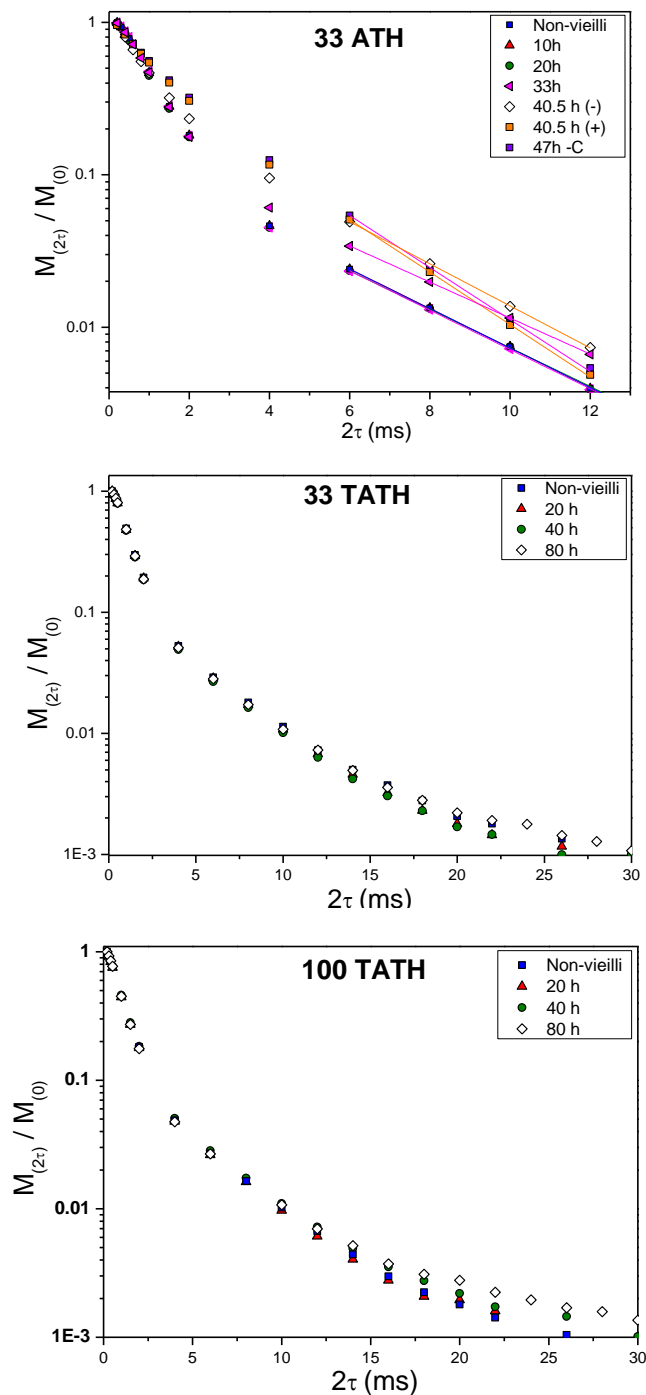 33 ATH
Non-vieilli
10h
20h
33h
40.5 h (-)
40.5 h (+)
47h -C
1
0.1
0.01
M(2τ) / M(0)
0 2 4 6 8 10 12
2τ (ms)
33 TATH
Non-vieilli
20 h
40 h
80 h
1
0.1
0.01
1E-3
M(2τ) / M(0)
0 5 10 15 20 25 30
2τ (ms)
100 TATH
Non-vieilli
20 h
40 h
80 h
1
0.1
0.01
1E-3
M(2τ) / M(0)
0 5 10 15 20 25 30
2τ (ms)